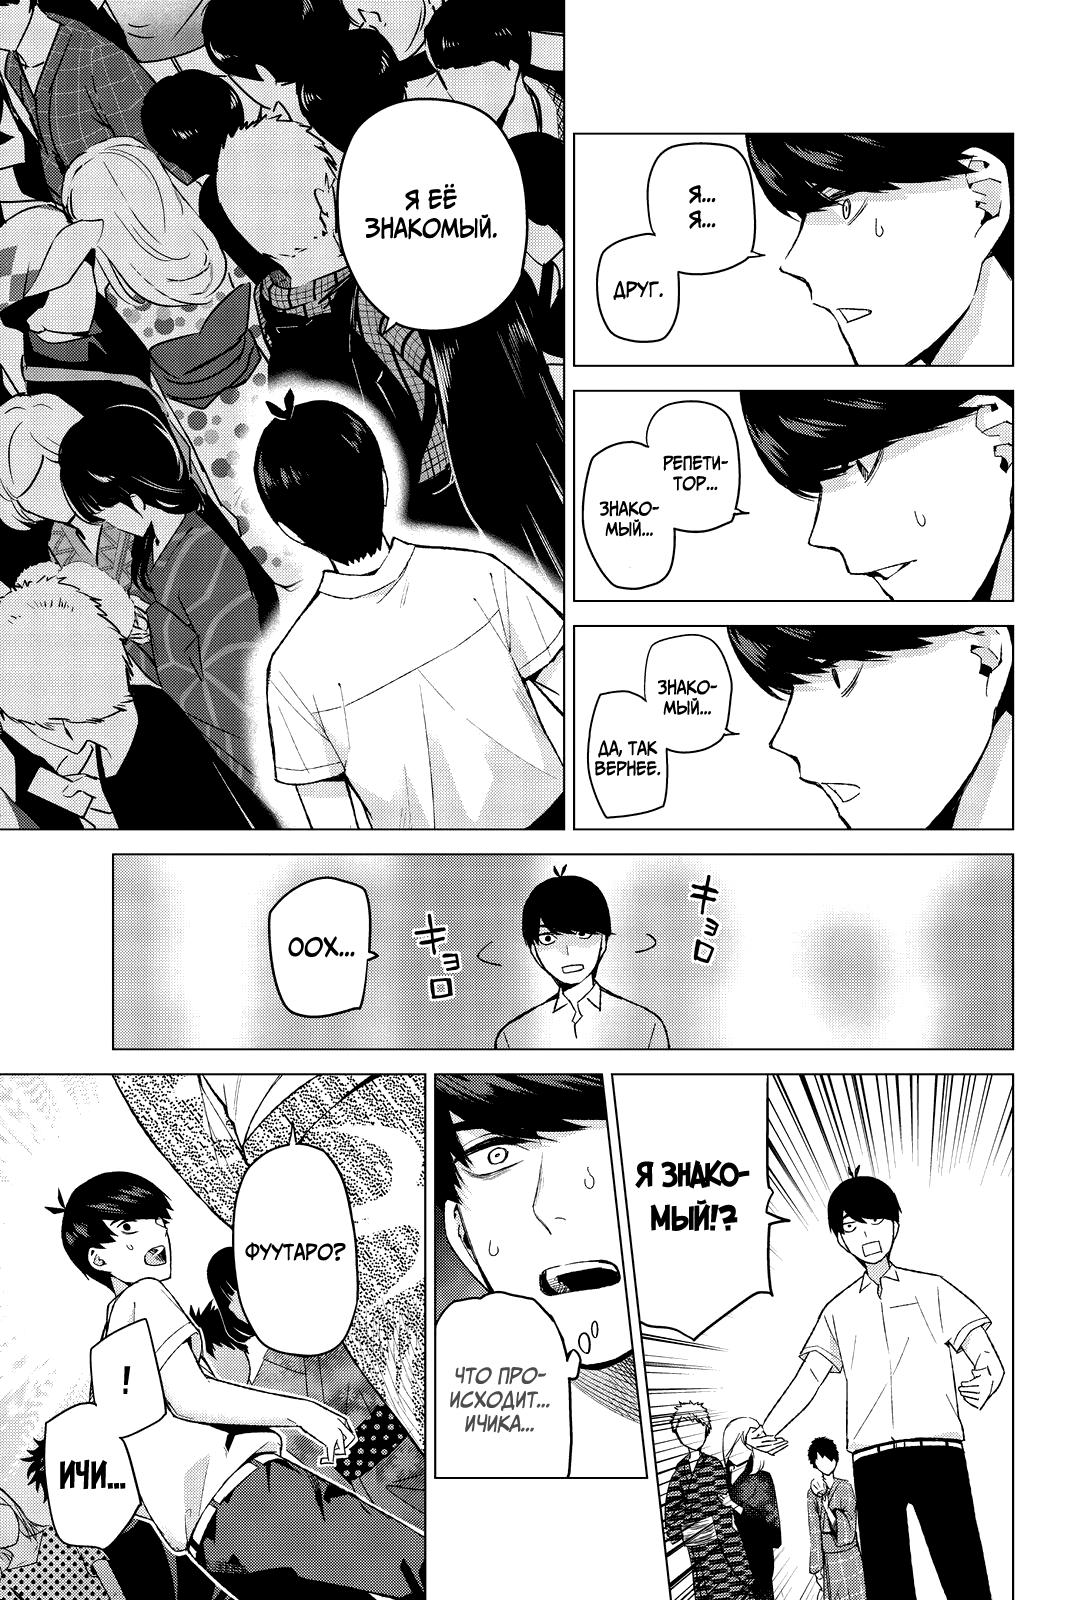 Я...
Я...
ДРУГ.
РЕПЕТИ-
ТОР...
ЗНАКО-
МЫЙ...
ЗНАКО-
МЫЙ...
ДА, ТАК
ВЕРНЕЕ.
Я ЕЁ
ЗНАКОМЫЙ.
キョロ
キョロ
ООХ...
Я ЗНАКО-
МЫЙ!?
ЧТО ПРО-
ИСХОДИТ...
ИЧИКА...
ФУУТАРО?
!
ИЧИ...